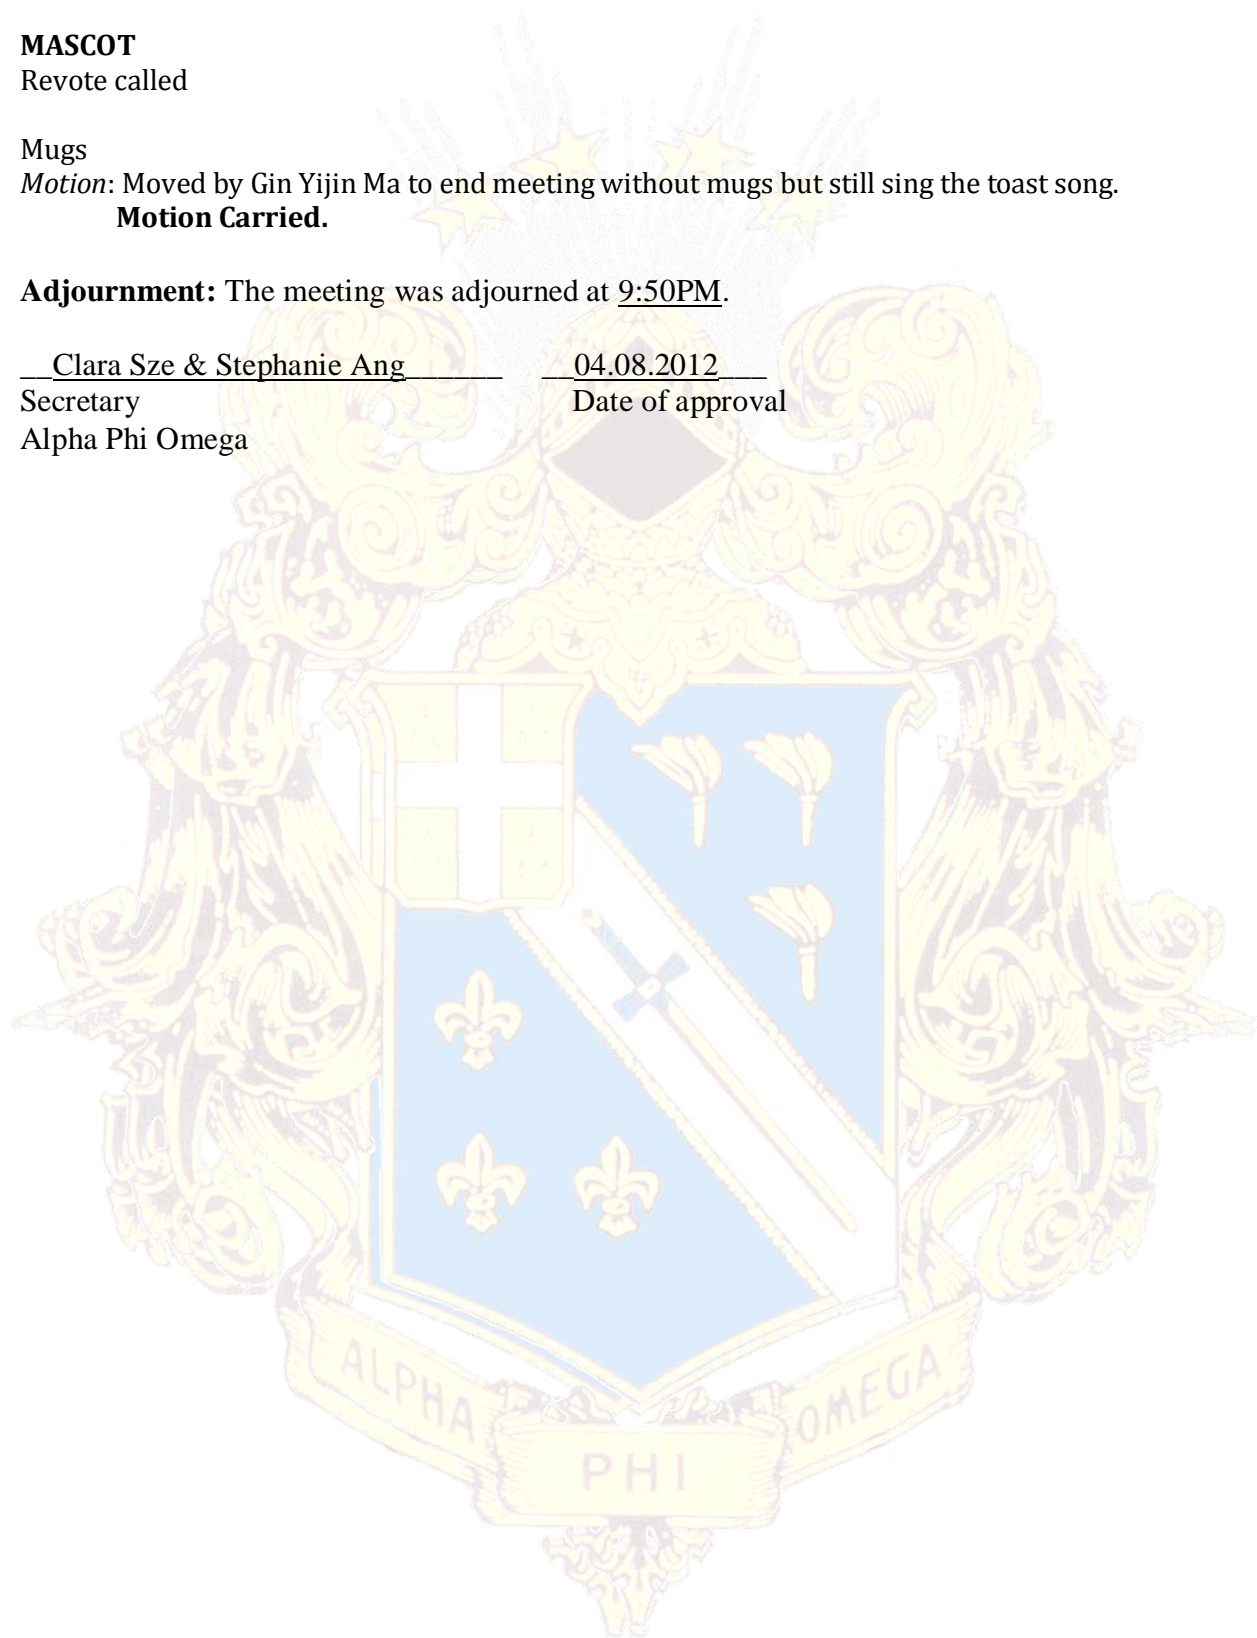 MASCOT
Revote called
Mugs
Motion: Moved by Gin Yijin Ma to end meeting without mugs but still sing the toast song.
Motion Carried.
Adjournment: The meeting was adjourned at 9:50PM.
__Clara Sze & Stephanie Ang______ __04.08.2012___
Secretary Date of approval
Alpha Phi Omega
ALPHA PHI OMEGA